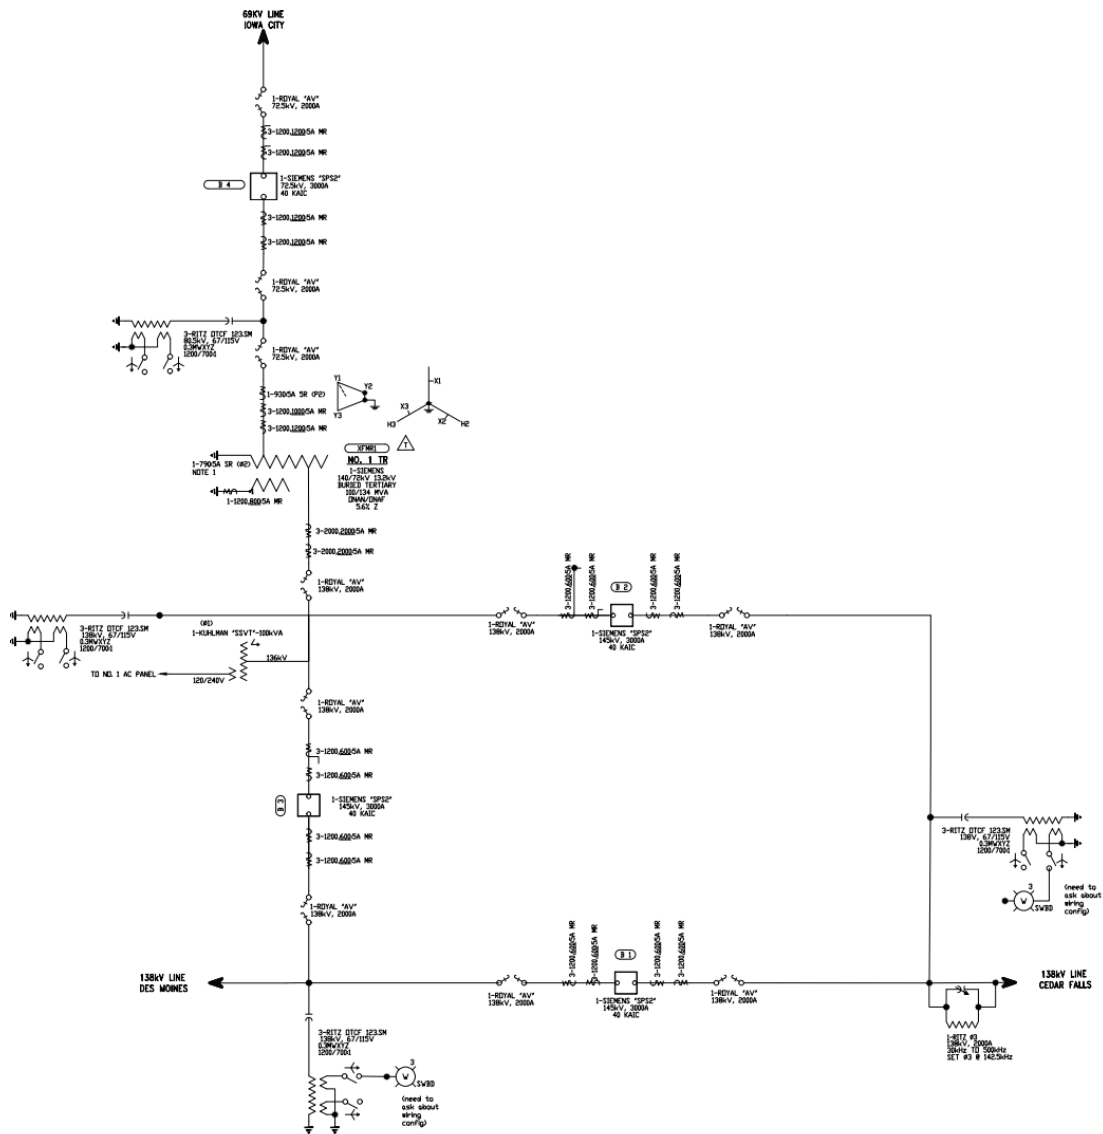 69KV LINE
IOWA CITY
1-ROYAL "AV"
72.5kV, 2000A
3-1200,1200:5A MR
3-1200,1200:5A MR
B 4
1-SIEMENS "SPS2"
72.5kV, 3000A
40 KAIC
3-1200,1200:5A MR
3-1200,1200:5A MR
1-ROYAL "AV"
72.5kV, 2000A
3-RITZ OTCF 123.SM
80.5kV, 67/115V
0.3MWXYZ
1200/700:1
1-ROYAL "AV"
72.5kV, 2000A
1-930:5A SR (P2)
3-1200,1000:5A MR
3-1200,1200:5A MR
Y1
Y2
Y3
X1
X3
X2
H3
H2
XFMR1
T
NO. 1 TR
1-SIEMENS
140/72kV 13.2kV
BURIED TERTIARY
100/134 MVA
ONAN/ONAF
5.6% Z
1-790:5A SR (#2)
NOTE 1
1-1200,800:5A MR
3-2000,2000:5A MR
3-2000,2000:5A MR
1-ROYAL "AV"
138kV, 2000A
3-RITZ OTCF 123.SM
138kV, 67/115V
0.3MWXYZ
1200/700:1
(#1)
1-KUHLMAN "SSVT"-100kVA
136kV
TO NO. 1 AC PANEL
120/240V
1-ROYAL "AV"
138kV, 2000A
3-1200,600:5A MR
3-1200,600:5A MR
B 2
1-SIEMENS "SPS2"
145kV, 3000A
40 KAIC
3-1200,600:5A MR
3-1200,600:5A MR
1-ROYAL "AV"
138kV, 2000A
1-ROYAL "AV"
138kV, 2000A
3-1200,600:5A MR
3-1200,600:5A MR
B 3
1-SIEMENS "SPS2"
145kV, 3000A
40 KAIC
3-1200,600:5A MR
3-1200,600:5A MR
1-ROYAL "AV"
138kV, 2000A
3-RITZ OTCF 123.SM
138V, 67/115V
0.3MWXYZ
1200/700:1
3
W
SWBD
(need to
ask about
wiring
config)
138kV LINE
DES MOINES
1-ROYAL "AV"
138kV, 2000A
3-1200,600:5A MR
3-1200,600:5A MR
B 1
1-SIEMENS "SPS2"
145kV, 3000A
40 KAIC
3-1200,600:5A MR
3-1200,600:5A MR
1-ROYAL "AV"
138kV, 2000A
138kV LINE
CEDAR FALLS
1-RITZ #3
138kV, 2000A
30kHz TO 500kHz
SET #3 @ 142.5kHz
3-RITZ OTCF 123.SM
138kV, 67/115V
0.3MWXYZ
1200/700:1
3
W
SWBD
(need to
ask about
wiring
config)